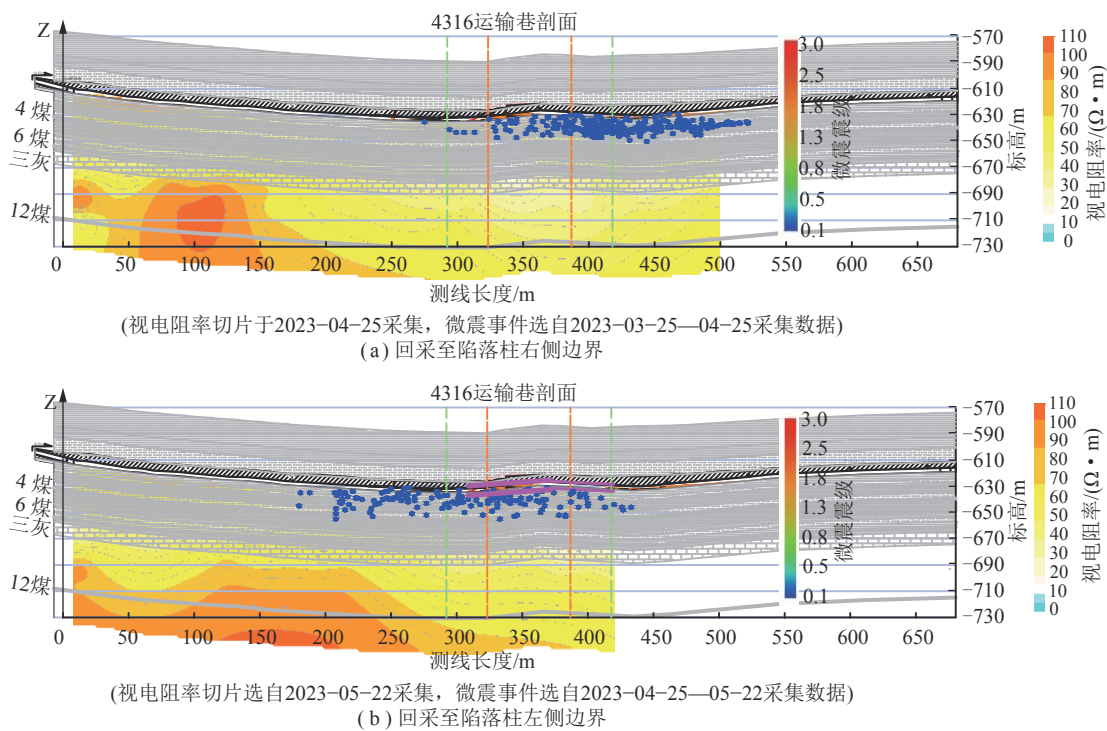 4316运输巷剖面
Z
4 煤
6 煤
三灰
12煤
3.0
2.5
1.8
1.3
0.8
0.5
0.1
微震震级
−570
−590
−610
−630
−650
−670
−690
−710
−730
标高/m
110
100
90
80
70
60
50
40
30
20
10
0
视电阻率/(Ω•m)
0 50 100 150 200 250 300 350 400 450 500 550 600 650
测线长度/m
(视电阻率切片于2023−04−25采集，微震事件选自2023−03−25—04−25采集数据)
(a) 回采至陷落柱右侧边界
4316运输巷剖面
Z
4 煤
6 煤
三灰
12煤
3.0
2.5
1.8
1.3
0.8
0.5
0.1
微震震级
−570
−590
−610
−630
−650
−670
−690
−710
−730
标高/m
110
100
90
80
70
60
50
40
30
20
10
0
视电阻率/(Ω•m)
0 50 100 150 200 250 300 350 400 450 500 550 600 650
测线长度/m
(视电阻率切片选自2023−05−22采集，微震事件选自2023−04−25—05−22采集数据)
(b) 回采至陷落柱左侧边界